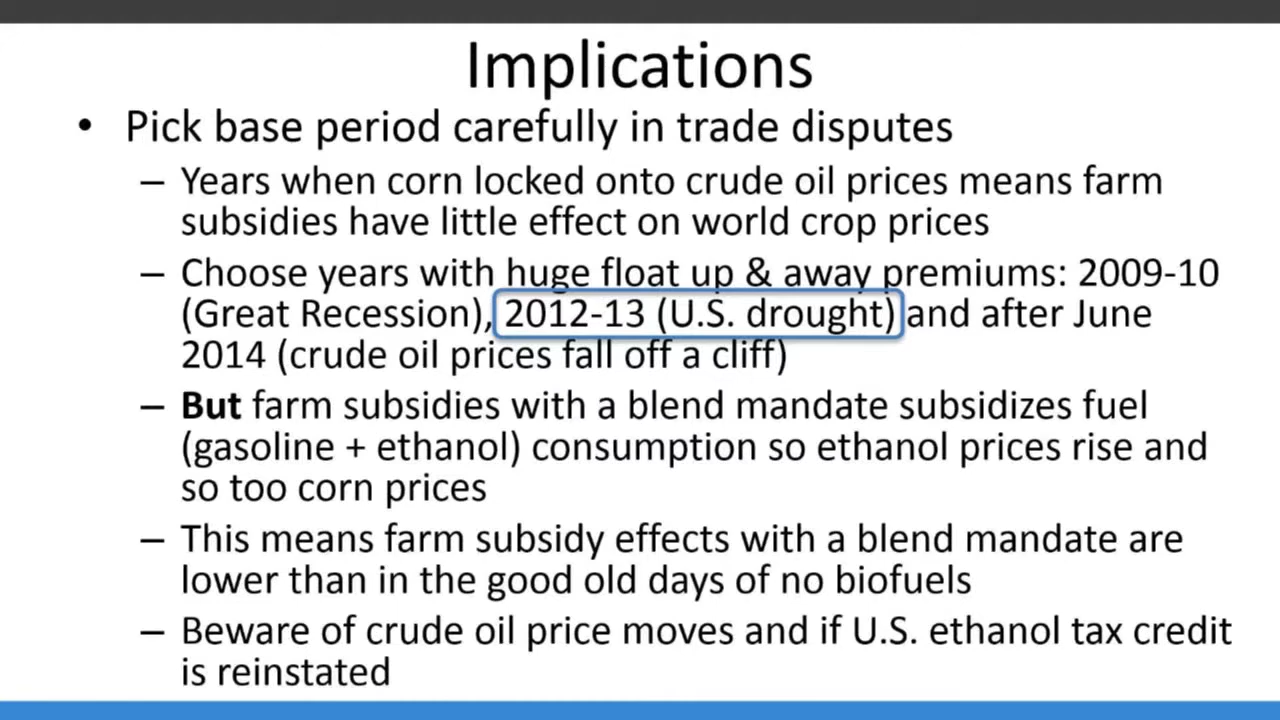 Implications
• Pick base period carefully in trade disputes
– Years when corn locked onto crude oil prices means farm
subsidies have little effect on world crop prices
– Choose years with huge float up & away premiums: 2009-10
(Great Recession), 2012-13 (U.S. drought) and after June
2014 (crude oil prices fall off a cliff)
– But farm subsidies with a blend mandate subsidizes fuel
(gasoline + ethanol) consumption so ethanol prices rise and
so too corn prices
– This means farm subsidy effects with a blend mandate are
lower than in the good old days of no biofuels
– Beware of crude oil price moves and if U.S. ethanol tax credit
is reinstated